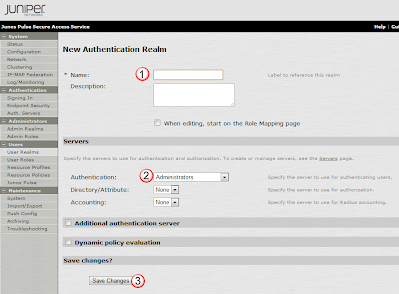 JUNIPER
NETWORKS
Junos Pulse Secure Access Service
Help | Gui
System
Status
Configuration
Network
Clustering
IF-MAP Federation
Log/Monitoring
Authentication
Signing In
Endpoint Security
Auth. Servers
Administrators
Admin Realms
Admin Roles
Users
User Realms
User Roles
Resource Profiles
Resource Policies
Junos Pulse
Maintenance
System
Import/Export
Push Config
Archiving
Troubleshooting
New Authentication Realm
* Name: 1 Label to reference this realm
Description:
When editing, start on the Role Mapping page
Servers
Specify the servers to use for authentication and authorization. To create or manage servers, see the Servers page.
Authentication: 2 Administrators Specify the server to use for authenticating users.
Directory/Attribute: None Specify the server to use for authorization.
Accounting: None Specify the server to use for Radius accounting.
Additional authentication server
Dynamic policy evaluation
Save changes?
Save Changes 3